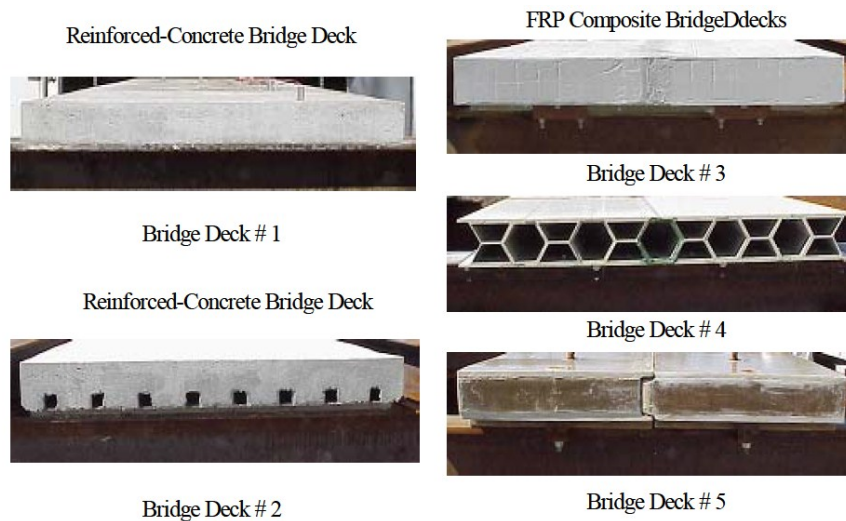 Reinforced-Concrete Bridge Deck
Bridge Deck # 1
Reinforced-Concrete Bridge Deck
Bridge Deck # 2
FRP Composite BridgeDdecks
Bridge Deck # 3
Bridge Deck # 4
Bridge Deck # 5